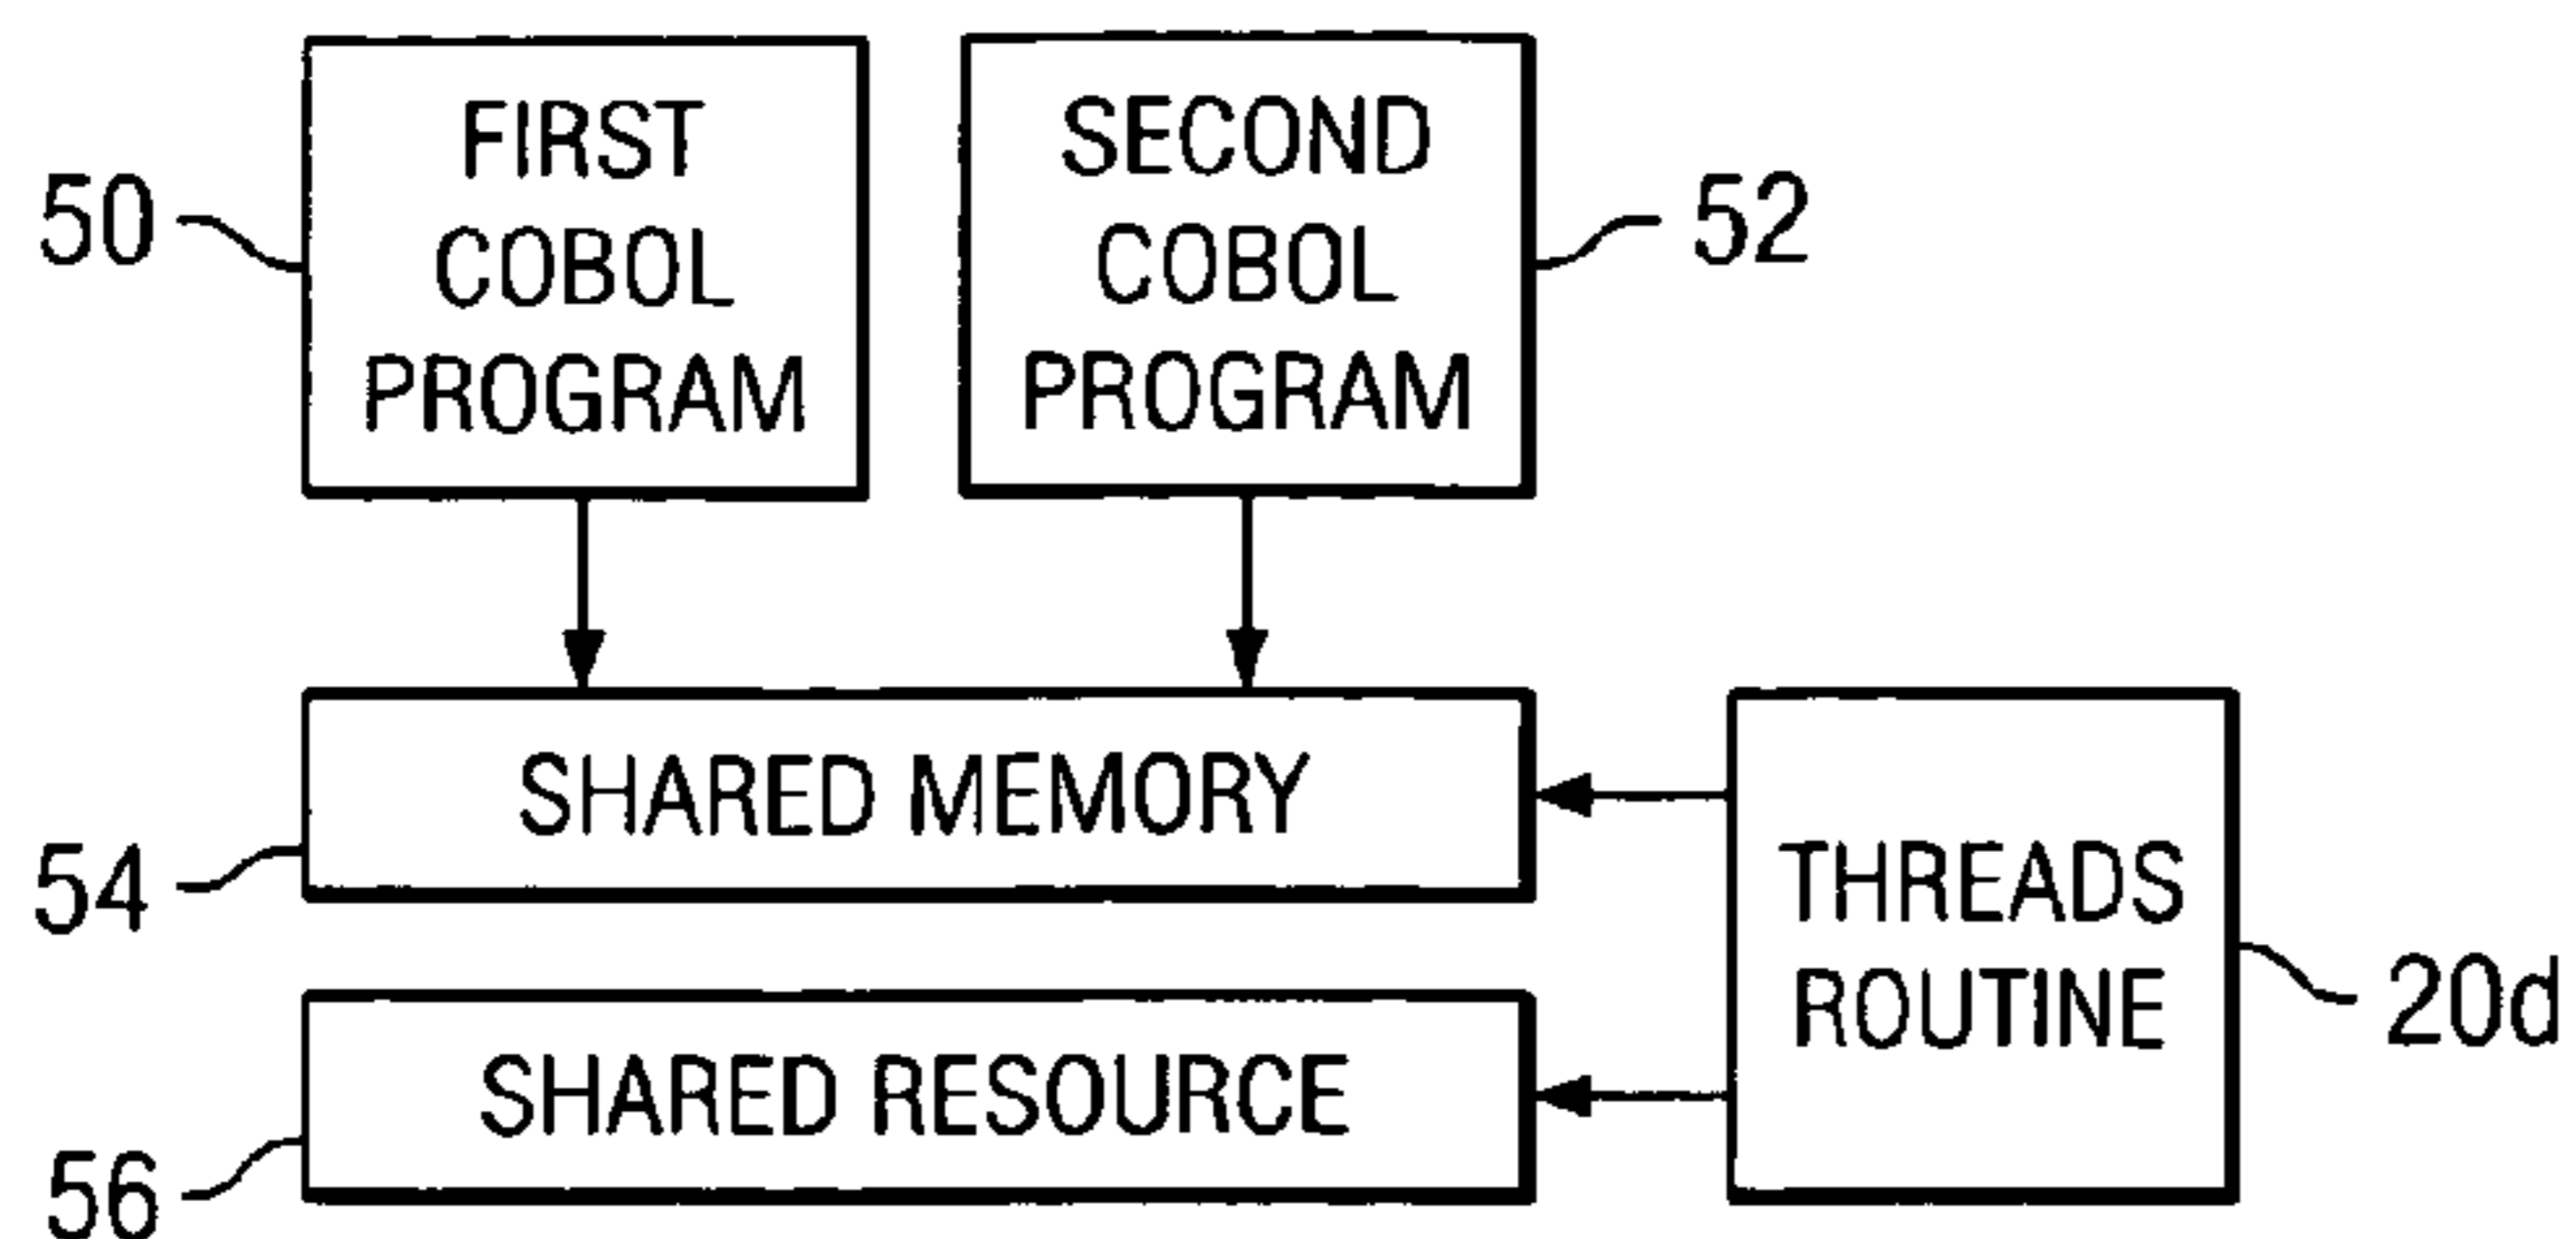 FIRST
COBOL
PROGRAM
50
SECOND
COBOL
PROGRAM
52
SHARED MEMORY
54
THREADS
ROUTINE
20d
SHARED RESOURCE
56